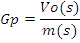 Gp = Vo(s) / m(s)